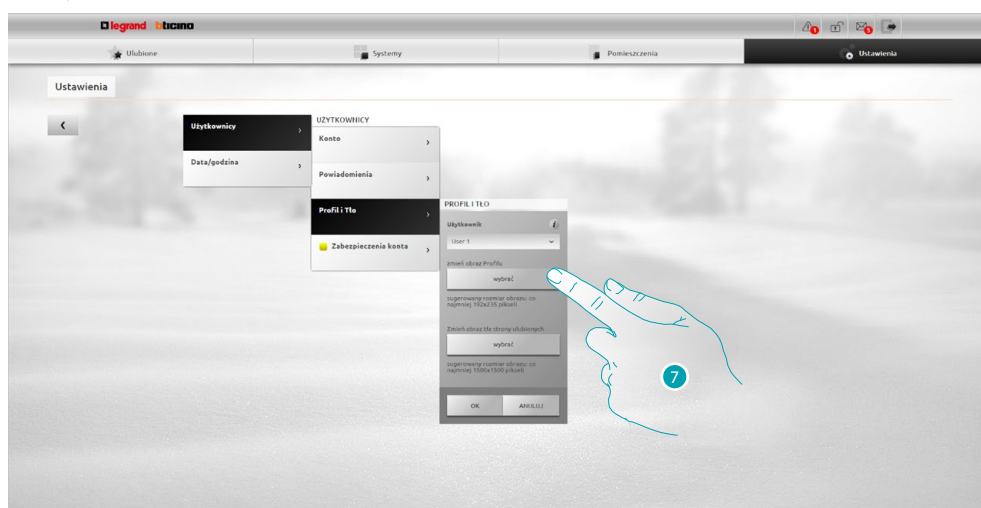 legrand bticino
1
3
Ulubione
Systemy
Pomieszczenia
Ustawienia
Ustawienia
Użytkownicy
Data/godzina
UŻYTKOWNICY
Konto
Powiadomienia
Profil i Tło
Zabezpieczenia konta
PROFIL I TŁO
Użytkownik i
User 1
zmień obraz Profilu
wybrać
sugerowany rozmiar obrazu: co
najmniej 192x235 pikseli
Zmień obraz tła strony ulubionych
wybrać
sugerowany rozmiar obrazu: co
najmniej 1500x1500 pikseli
OK ANULUJ
7